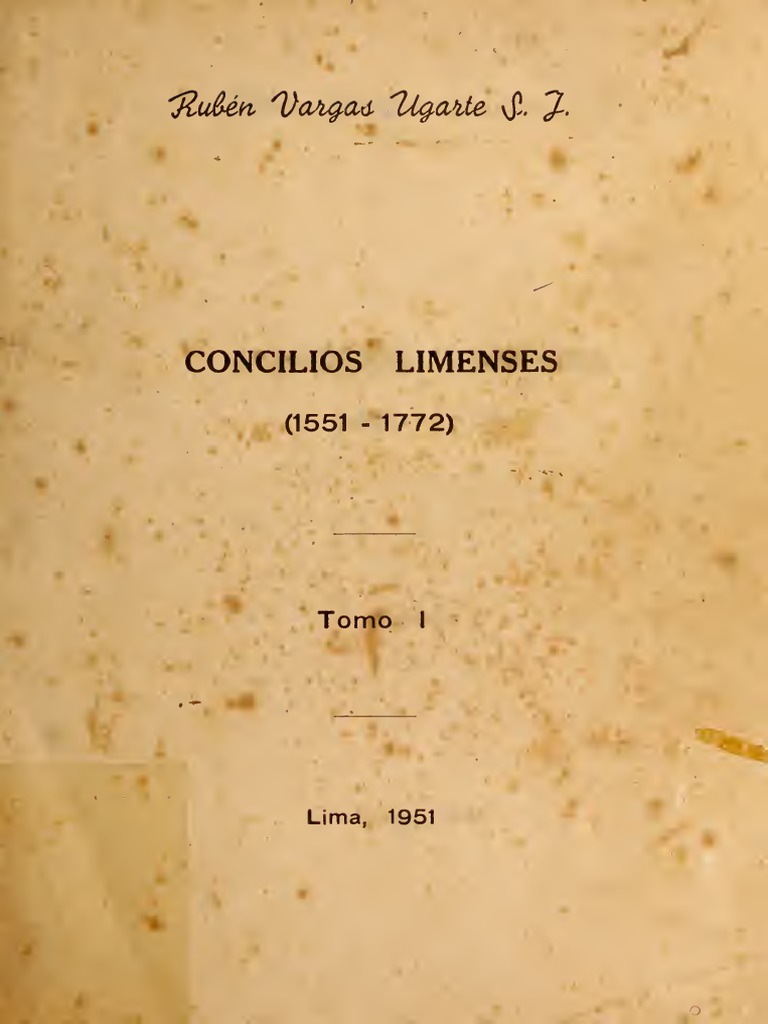 Rubén Vargas Ugarte S. J.
CONCILIOS LIMENSES
(1551 - 1772)
Tomo I
Lima, 1951